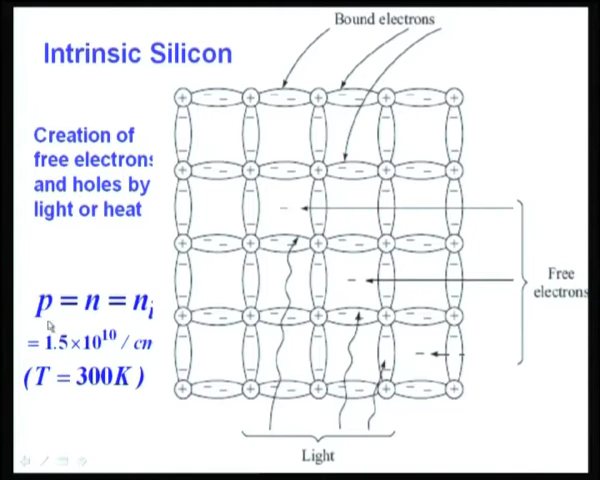 Bound electrons
Intrinsic Silicon
Creation of
free electrons
and holes by
light or heat
p = n = nᵢ
= 1.5×10¹⁰ / cm
(T = 300K)
Free
electrons
Light